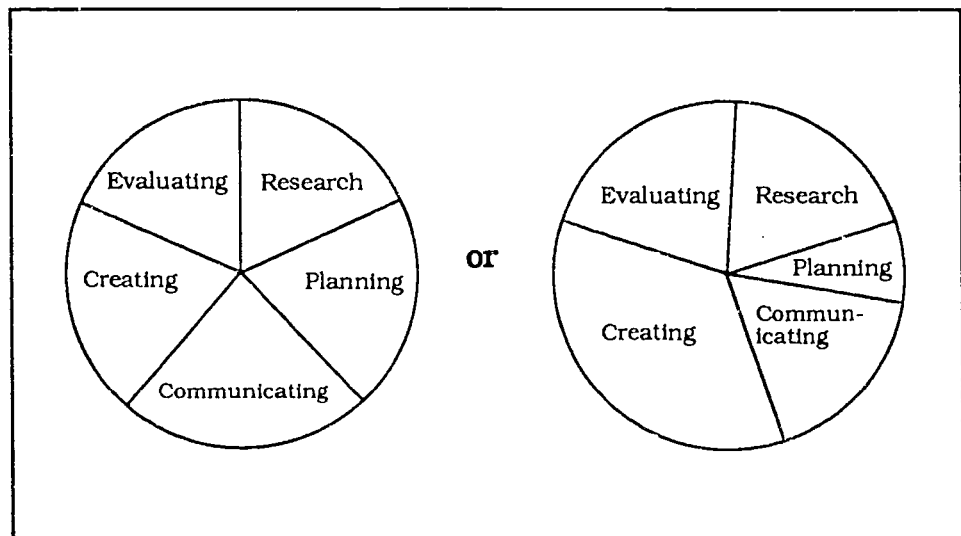 Evaluating
Research
Creating
Planning
Communicating
or
Evaluating
Research
Planning
Commun-
icating
Creating